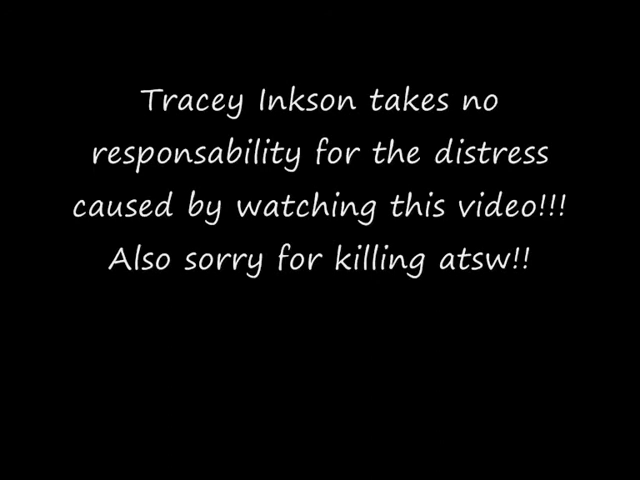 Tracey Inkson takes no
responsability for the distress
caused by watching this video!!!
Also sorry for killing atsw!!